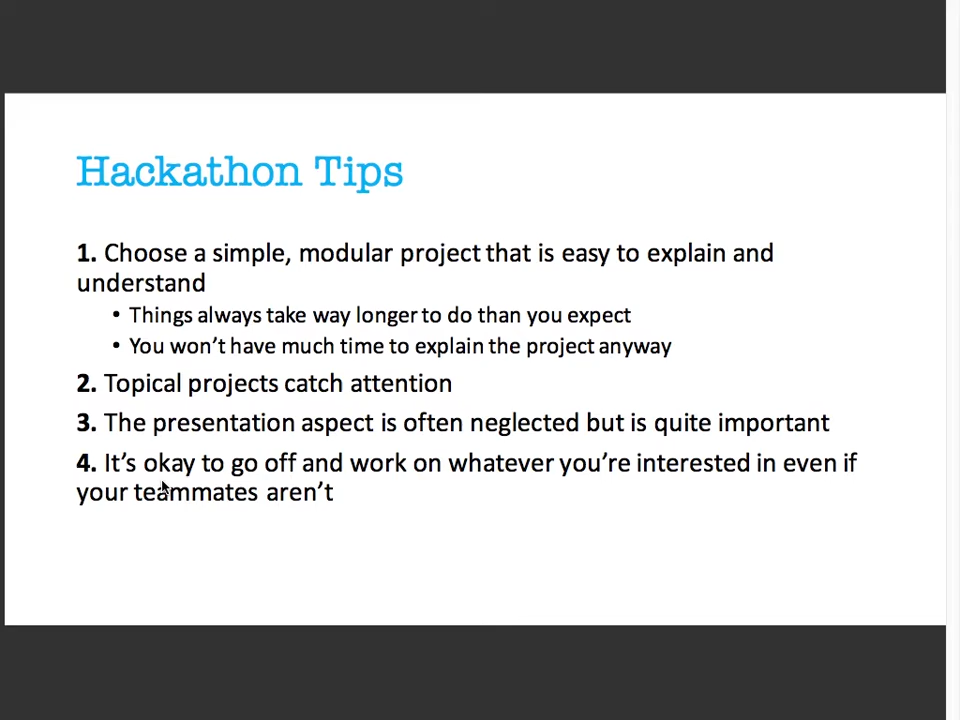 Hackathon Tips
1. Choose a simple, modular project that is easy to explain and
understand
• Things always take way longer to do than you expect
• You won’t have much time to explain the project anyway
2. Topical projects catch attention
3. The presentation aspect is often neglected but is quite important
4. It’s okay to go off and work on whatever you’re interested in even if
your teammates aren’t